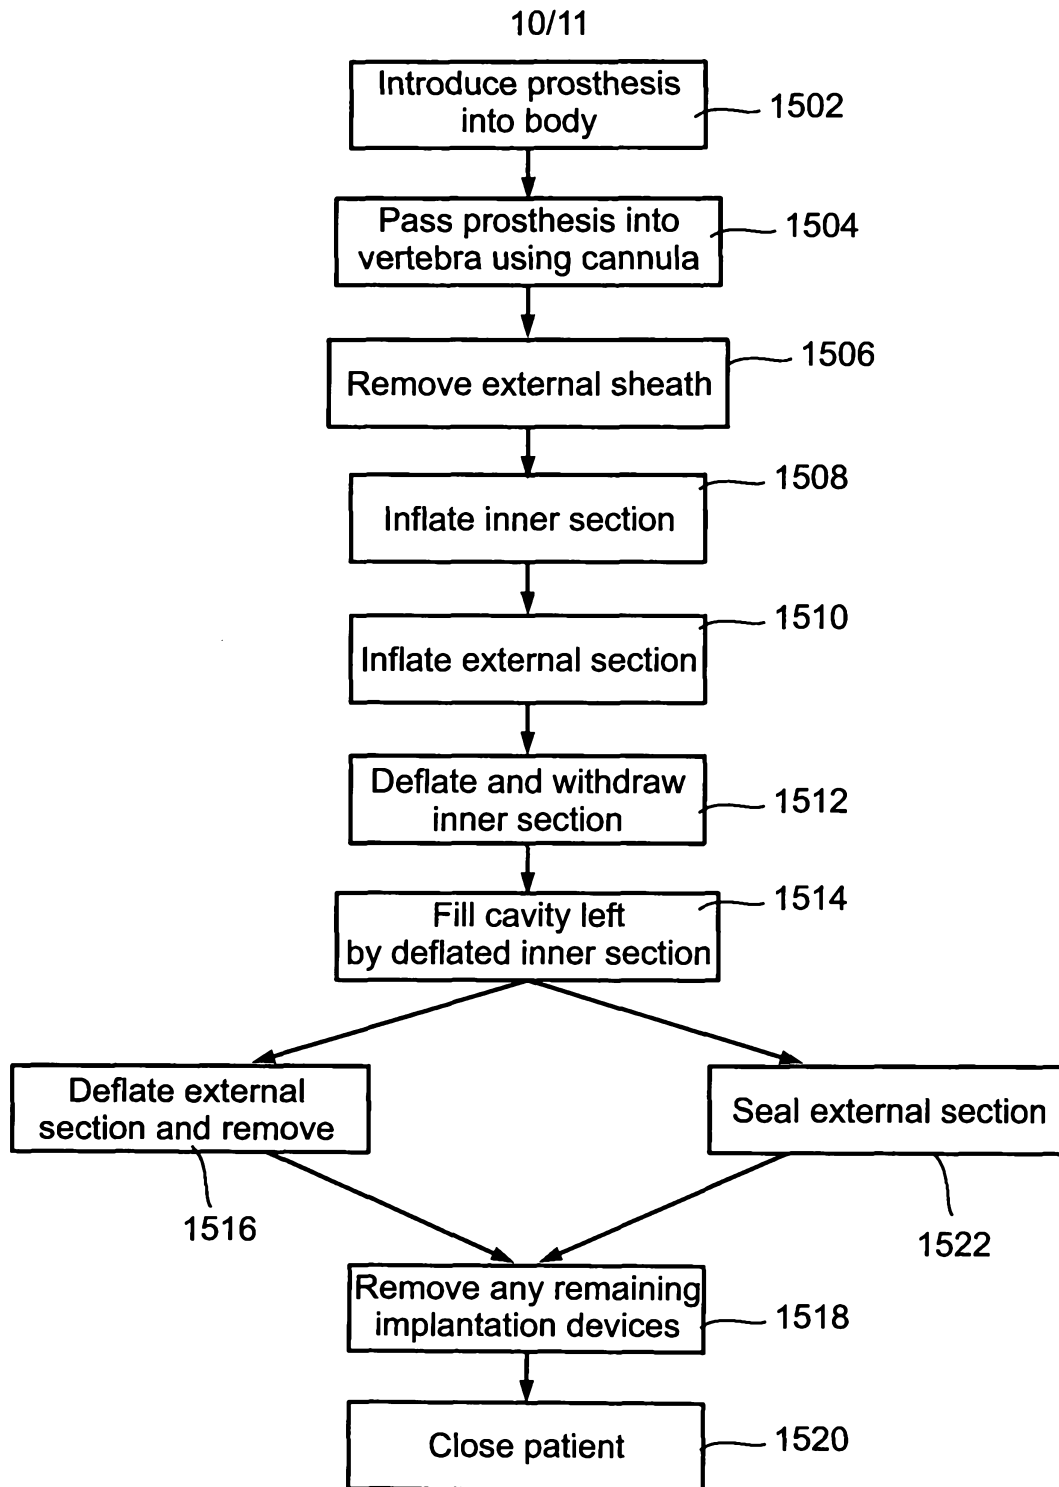 10/11
Introduce prosthesis
into body
1502
Pass prosthesis into
vertebra using cannula
1504
Remove external sheath
1506
Inflate inner section
1508
Inflate external section
1510
Deflate and withdraw
inner section
1512
Fill cavity left
by deflated inner section
1514
Deflate external
section and remove
1516
Seal external section
1522
Remove any remaining
implantation devices
1518
Close patient
1520